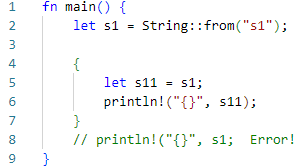 1 fn main() {
2     let s1 = String::from("s1");
3
4     {
5         let s11 = s1;
6         println!("{}", s11);
7     }
8     // println!("{}", s1;  Error!
9 }